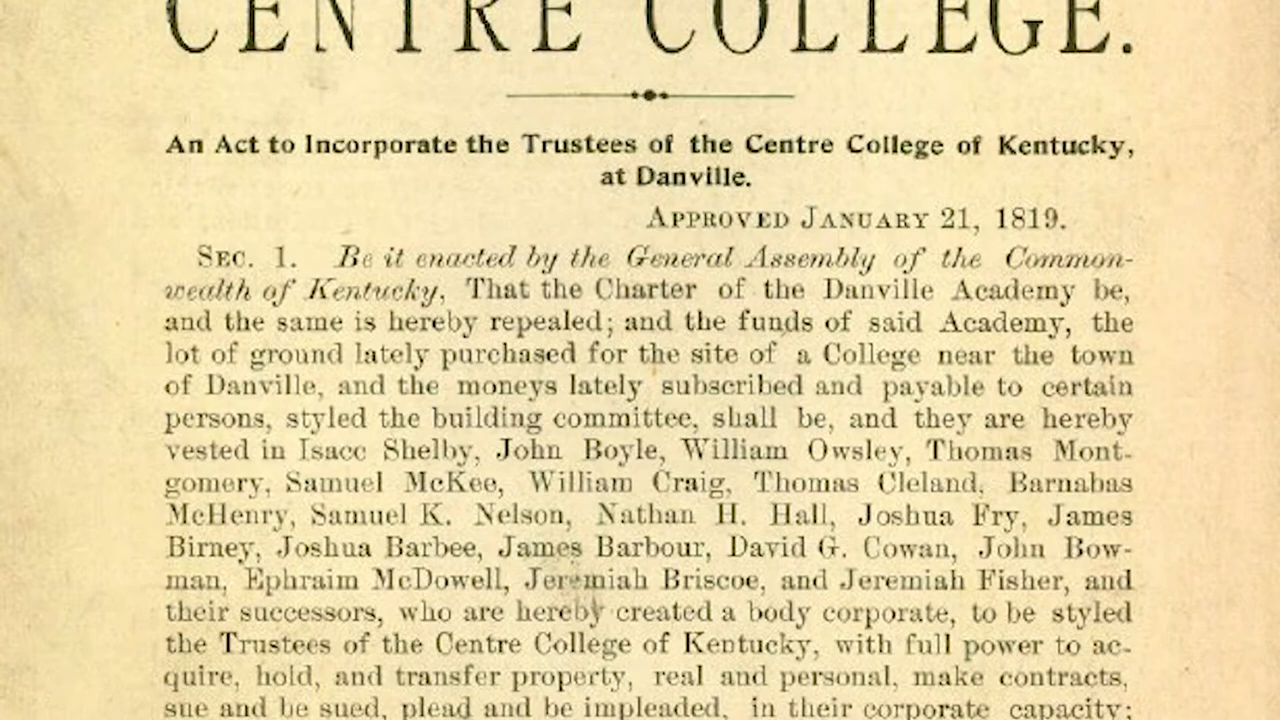 CENTRE COLLEGE.
An Act to Incorporate the Trustees of the Centre College of Kentucky,
at Danville.
APPROVED JANUARY 21, 1819.
SEC. 1. Be it enacted by the General Assembly of the Common-
wealth of Kentucky, That the Charter of the Danville Academy be,
and the same is hereby repealed; and the funds of said Academy, the
lot of ground lately purchased for the site of a College near the town
of Danville, and the moneys lately subscribed and payable to certain
persons, styled the building committee, shall be, and they are hereby
vested in Isacc Shelby, John Boyle, William Owsley, Thomas Mont-
gomery, Samuel McKee, William Craig, Thomas Cleland, Barnabas
McHenry, Samuel K. Nelson, Nathan H. Hall, Joshua Fry, James
Birney, Joshua Barbee, James Barbour, David G. Cowan, John Bow-
man, Ephraim McDowell, Jeremiah Briscoe, and Jeremiah Fisher, and
their successors, who are hereby created a body corporate, to be styled
the Trustees of the Centre College of Kentucky, with full power to ac-
quire, hold, and transfer property, real and personal, make contracts,
sue and be sued, plead and be impleaded, in their corporate capacity;